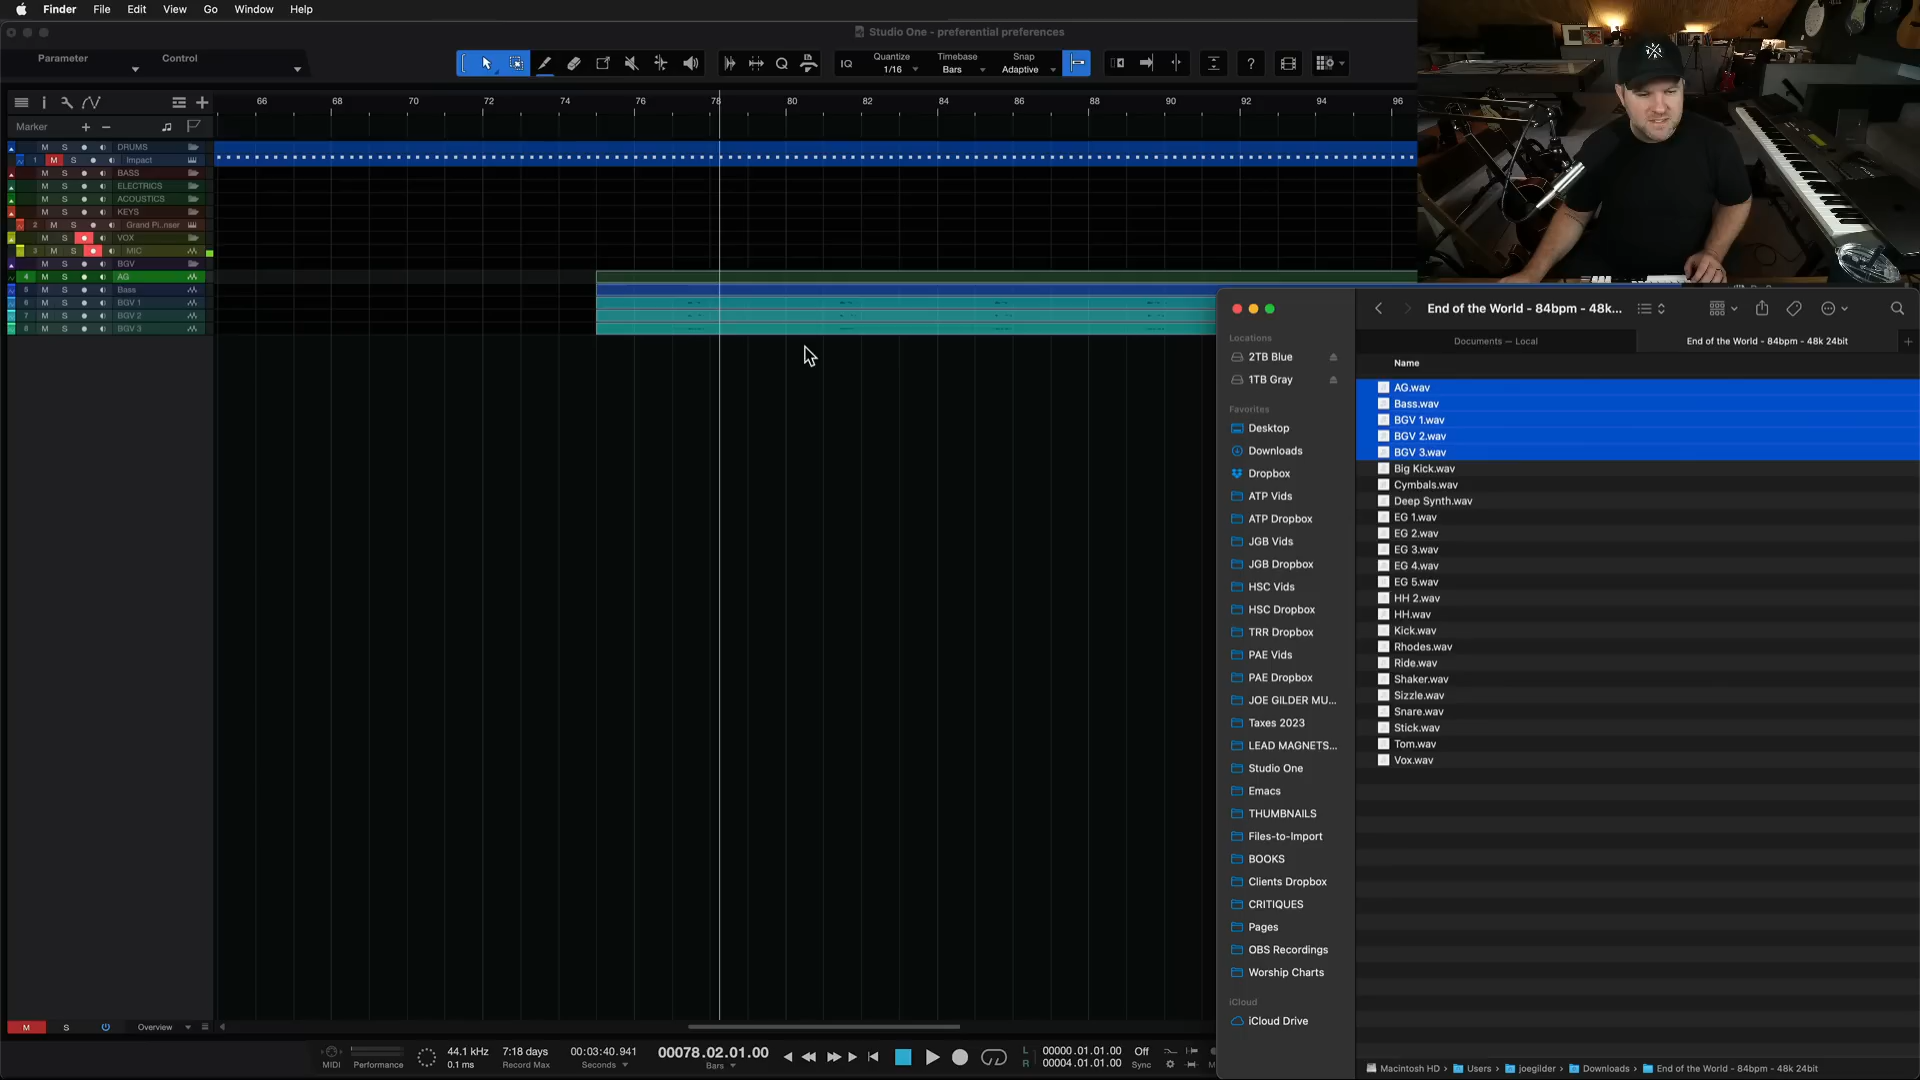 Finder File Edit View Go Window Help
Studio One - preferential preferences
Parameter Control
IQ Quantize 1/16 Timebase Bars Snap Adaptive ?
66 68 70 72 74 76 78 80 82 84 86 88 90 92 94 96
Marker + −
M S DRUMS
1 M S Impact
M S BASS
M S ELECTRICS
M S ACOUSTICS
M S KEYS
2 M S Grand Pi..nser
M S VOX
3 M S MIC
M S BGV
4 M S AG
5 M S Bass
6 M S BGV 1
7 M S BGV 2
8 M S BGV 3
End of the World - 84bpm - 48k...
Documents — Local End of the World - 84bpm - 48k 24bit
Name
Locations
2TB Blue
1TB Gray
Favorites
Desktop
Downloads
Dropbox
ATP Vids
ATP Dropbox
JGB Vids
JGB Dropbox
HSC Vids
HSC Dropbox
TRR Dropbox
PAE Vids
PAE Dropbox
JOE GILDER MU...
Taxes 2023
LEAD MAGNETS...
Studio One
Emacs
THUMBNAILS
Files-to-Import
BOOKS
Clients Dropbox
CRITIQUES
Pages
OBS Recordings
Worship Charts
iCloud
iCloud Drive
AG.wav
Bass.wav
BGV 1.wav
BGV 2.wav
BGV 3.wav
Big Kick.wav
Cymbals.wav
Deep Synth.wav
EG 1.wav
EG 2.wav
EG 3.wav
EG 4.wav
EG 5.wav
HH 2.wav
HH.wav
Kick.wav
Rhodes.wav
Ride.wav
Shaker.wav
Sizzle.wav
Snare.wav
Stick.wav
Tom.wav
Vox.wav
M S Overview
MIDI Performance 44.1 kHz 0.1 ms 7:18 days Record Max 00:03:40.941 Seconds 00078.02.01.00 Bars L 00000.01.01.00 R 00004.01.01.00 Off Sync
Macintosh HD › Users › joegilder › Downloads › End of the World - 84bpm - 48k 24bit